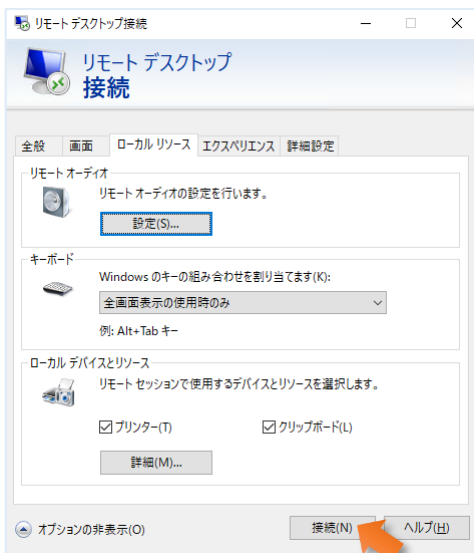 リモート デスクトップ接続
リモート デスクトップ
接続
全般 画面 ローカル リソース エクスペリエンス 詳細設定
リモート オーディオ
リモート オーディオの設定を行います。
設定(S)...
キーボード
Windows のキーの組み合わせを割り当てます(K):
全画面表示の使用時のみ
例: Alt+Tab キー
ローカル デバイスとリソース
リモート セッションで使用するデバイスとリソースを選択します。
プリンター(T) クリップボード(L)
詳細(M)...
オプションの非表示(O) 接続(N) ヘルプ(H)